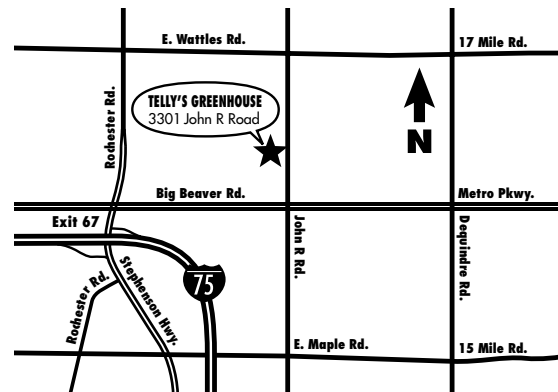 E. Wattles Rd.
17 Mile Rd.
TELLY'S GREENHOUSE
3301 John R Road
Rochester Rd.
N
Big Beaver Rd.
Metro Pkwy.
Exit 67
John R Rd.
Dequindre Rd.
Stephenson Hwy.
Rochester Rd.
75
E. Maple Rd.
15 Mile Rd.